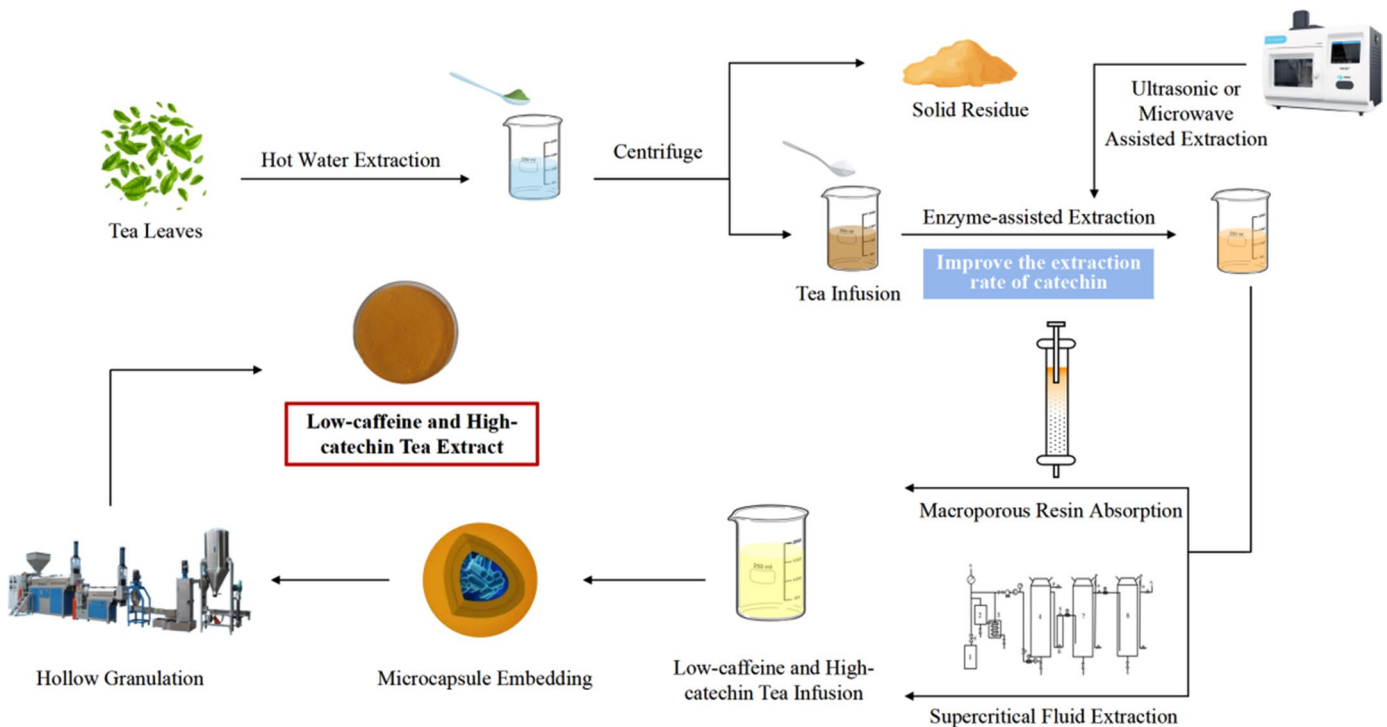 Tea Leaves
Hot Water Extraction
Centrifuge
Solid Residue
Ultrasonic or
Microwave
Assisted Extraction
Tea Infusion
Enzyme-assisted Extraction
Improve the extraction
rate of catechin
Macroporous Resin Absorption
Supercritical Fluid Extraction
Low-caffeine and High-
catechin Tea Infusion
Microcapsule Embedding
Hollow Granulation
Low-caffeine and High-
catechin Tea Extract